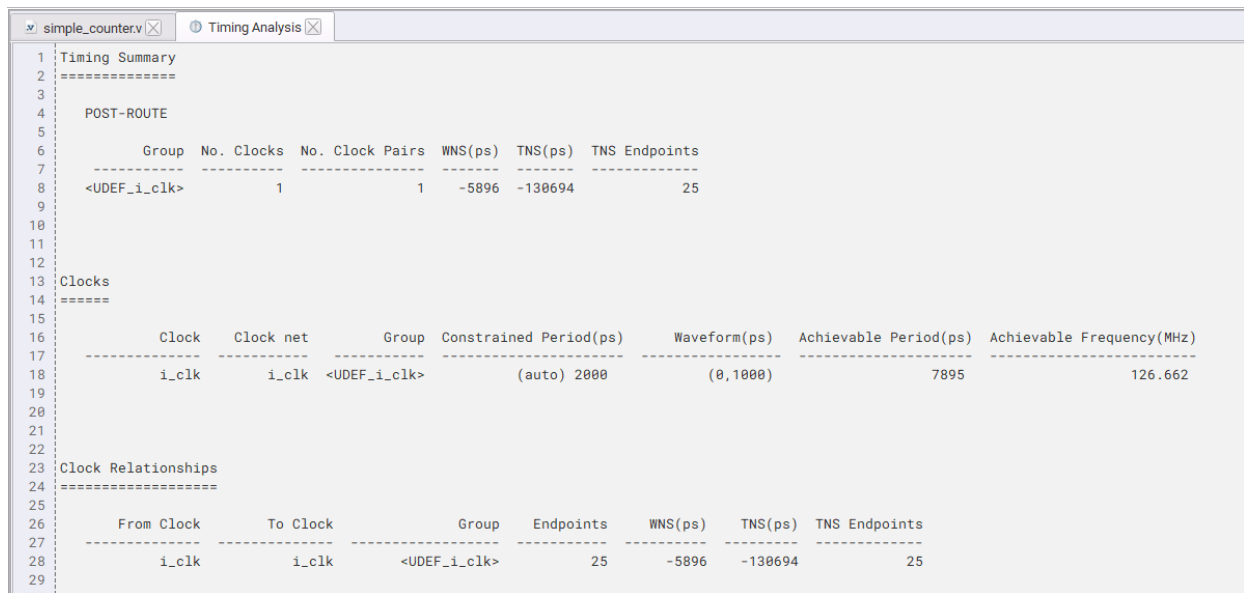 simple_counter.v Timing Analysis
1 Timing Summary
2 ==============
3
4 POST-ROUTE
5
6 Group No. Clocks No. Clock Pairs WNS(ps) TNS(ps) TNS Endpoints
7 ----------- ---------- --------------- ------- ------- -------------
8 <UDEF_i_clk> 1 1 -5896 -130694 25
9
10
11
12
13 Clocks
14 ======
15
16 Clock Clock net Group Constrained Period(ps) Waveform(ps) Achievable Period(ps) Achievable Frequency(MHz)
17 -------------- ----------- ----------- ---------------------- ----------------- --------------------- -------------------------
18 i_clk i_clk <UDEF_i_clk> (auto) 2000 (0,1000) 7895 126.662
19
20
21
22
23 Clock Relationships
24 ===================
25
26 From Clock To Clock Group Endpoints WNS(ps) TNS(ps) TNS Endpoints
27 -------------- -------------- ------------------ ----------- ---------- --------- -------------
28 i_clk i_clk <UDEF_i_clk> 25 -5896 -130694 25
29